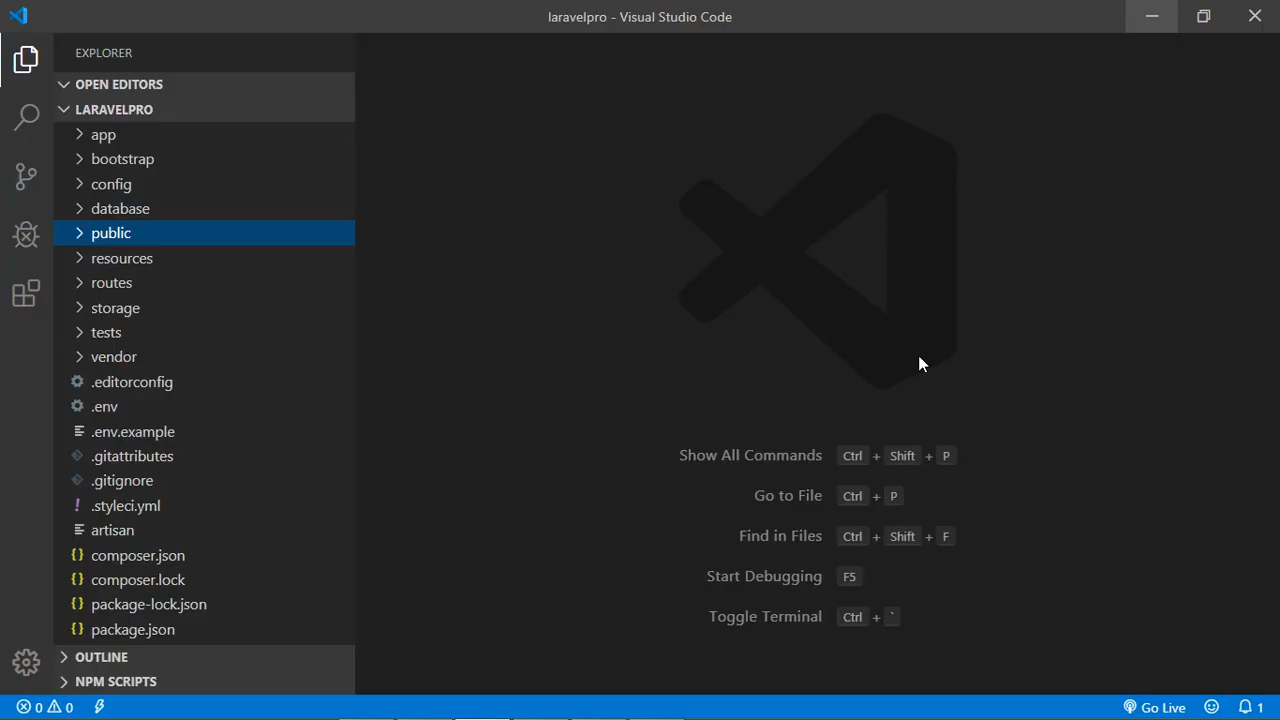 laravelpro - Visual Studio Code
EXPLORER
OPEN EDITORS
LARAVELPRO
app
bootstrap
config
database
public
resources
routes
storage
tests
vendor
.editorconfig
.env
.env.example
.gitattributes
.gitignore
! .styleci.yml
artisan
{} composer.json
{} composer.lock
{} package-lock.json
{} package.json
OUTLINE
NPM SCRIPTS
Show All Commands Ctrl + Shift + P
Go to File Ctrl + P
Find in Files Ctrl + Shift + F
Start Debugging F5
Toggle Terminal Ctrl + `
0 0
Go Live 1